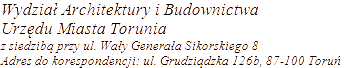 Wydział Architektury i Budownictwa
Urzędu Miasta Torunia
z siedzibą przy ul. Wały Generała Sikorskiego 8
Adres do korespondencji: ul. Grudziądzka 126b, 87-100 Toruń